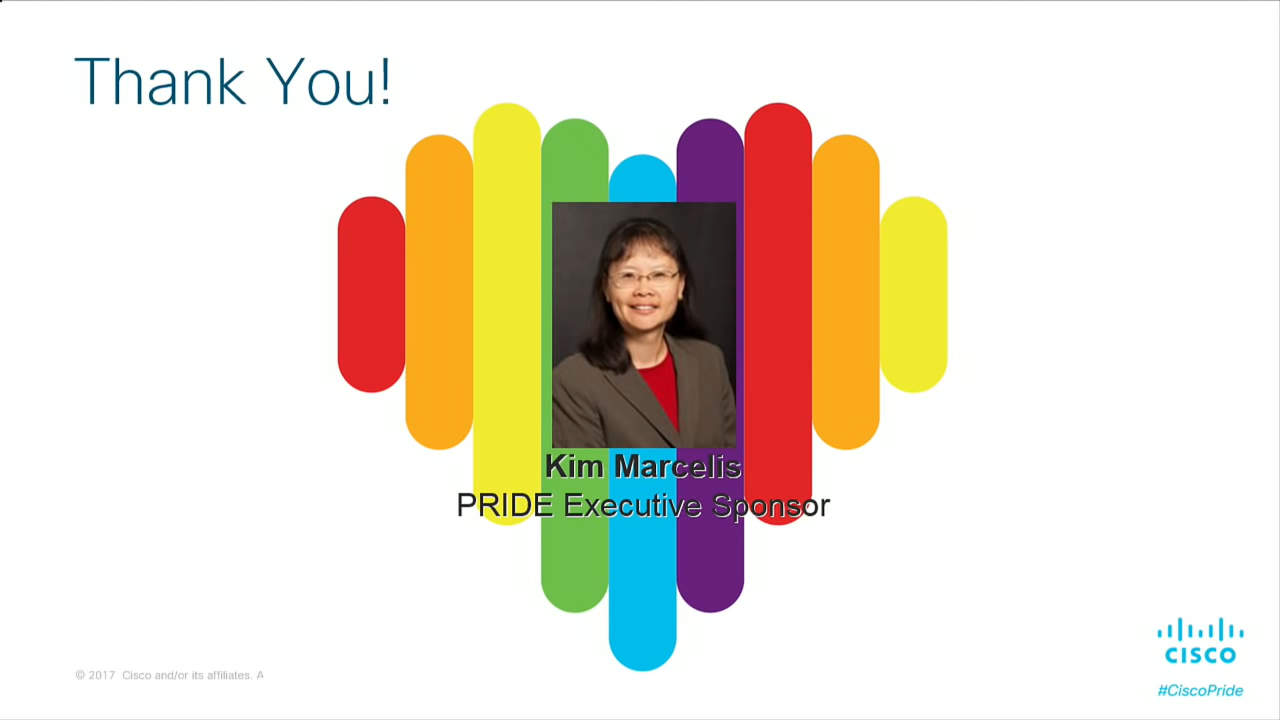 Thank You!
Kim Marcelis
PRIDE Executive Sponsor
© 2017 Cisco and/or its affiliates. A
CISCO
#CiscoPride